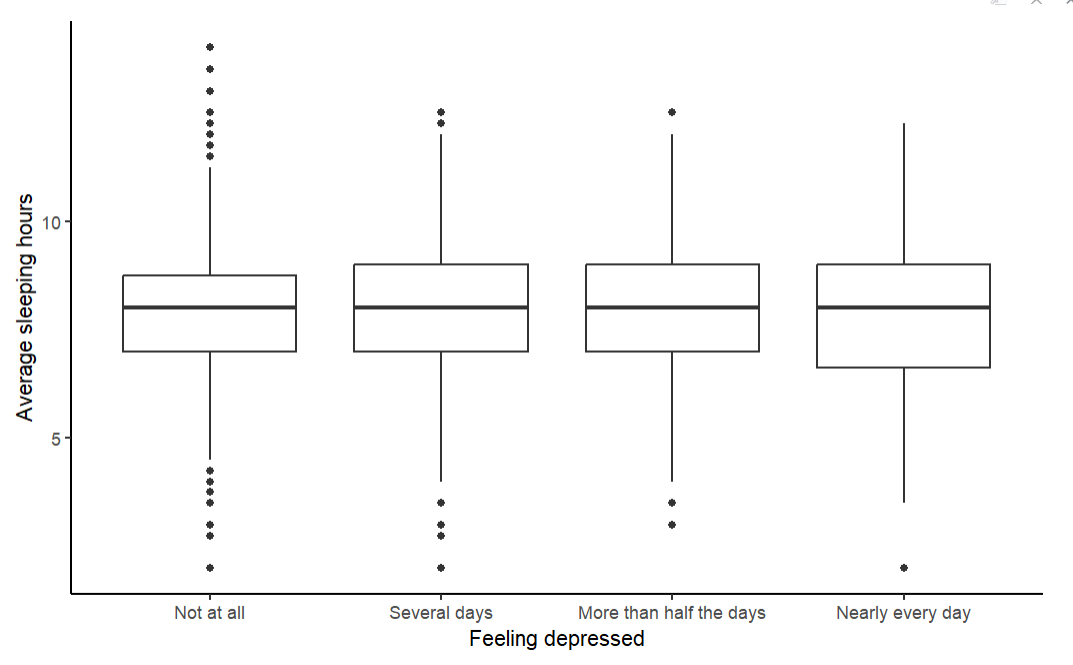 Average sleeping hours
10
5
Not at all
Several days
More than half the days
Nearly every day
Feeling depressed